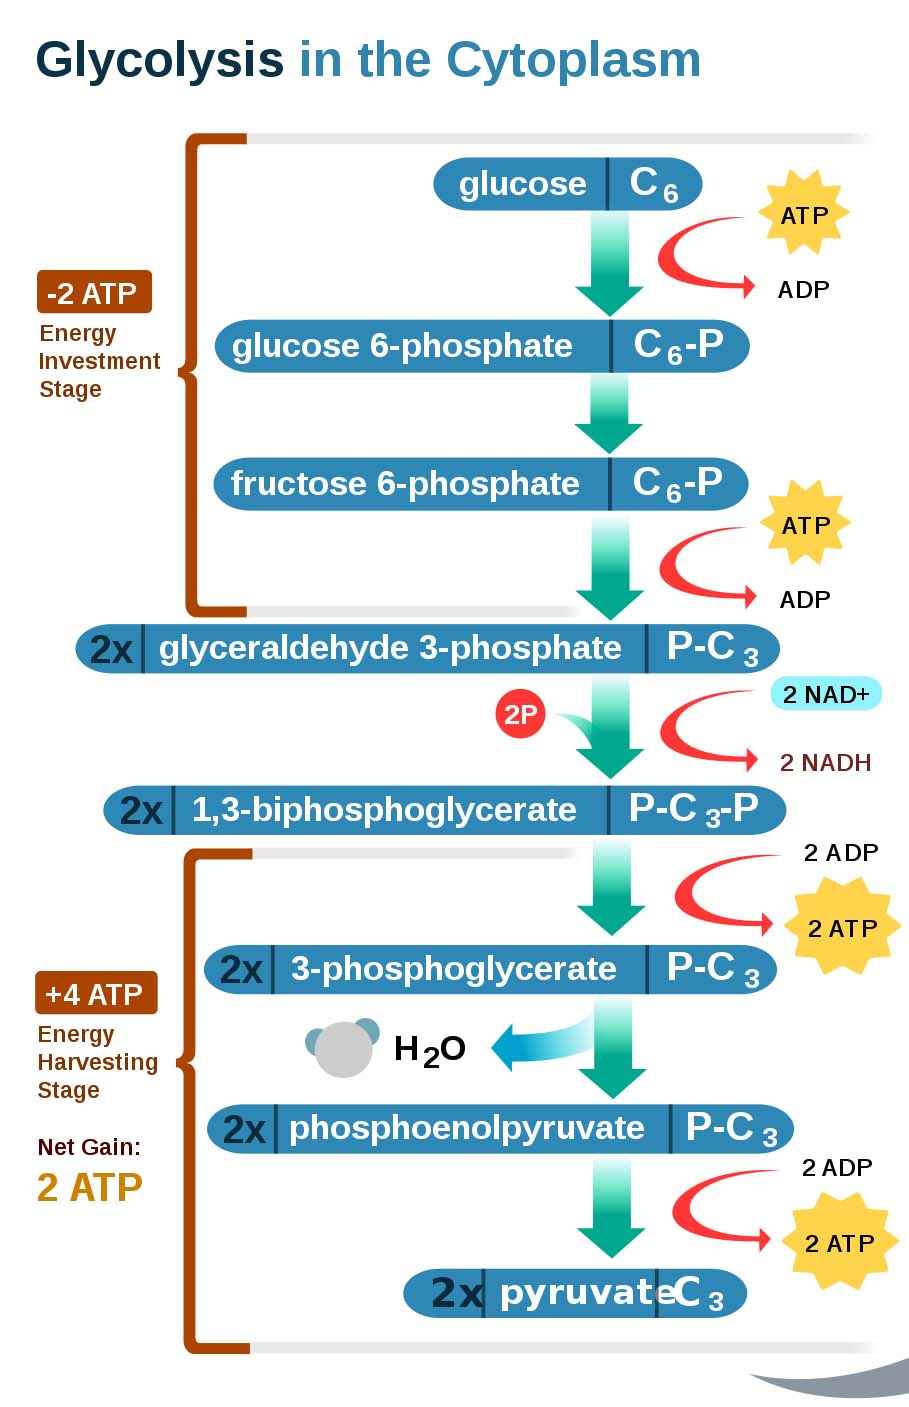 Glycolysis in the Cytoplasm
glucose C6
ATP
ADP
-2 ATP
Energy
Investment
Stage
glucose 6-phosphate C6-P
fructose 6-phosphate C6-P
ATP
ADP
2x glyceraldehyde 3-phosphate P-C3
2P
2 NAD+
2 NADH
2x 1,3-biphosphoglycerate P-C3-P
2 ADP
2 ATP
2x 3-phosphoglycerate P-C3
+4 ATP
Energy
Harvesting
Stage
H2O
2x phosphoenolpyruvate P-C3
Net Gain:
2 ATP
2 ADP
2 ATP
2x pyruvate C3